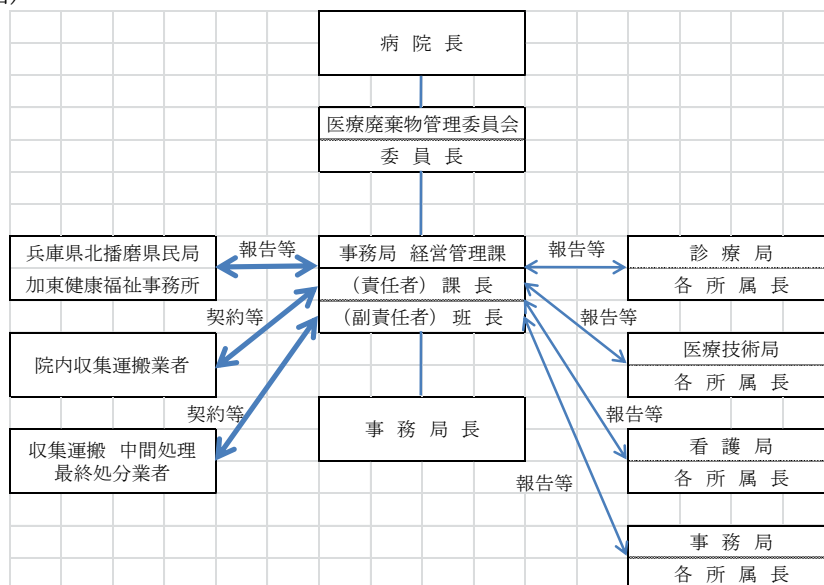 病 院 長
医療廃棄物管理委員会
委 員 長
兵庫県北播磨県民局
加東健康福祉事務所
報告等
事務局 経営管理課
(責任者) 課 長
(副責任者) 班 長
報告等
診 療 局
各 所 属 長
契約等
報告等
院内収集運搬業者
医療技術局
各 所 属 長
契約等
事 務 局 長
報告等
収集運搬 中間処理
最終処分業者
看 護 局
各 所 属 長
報告等
事 務 局
各 所 属 長